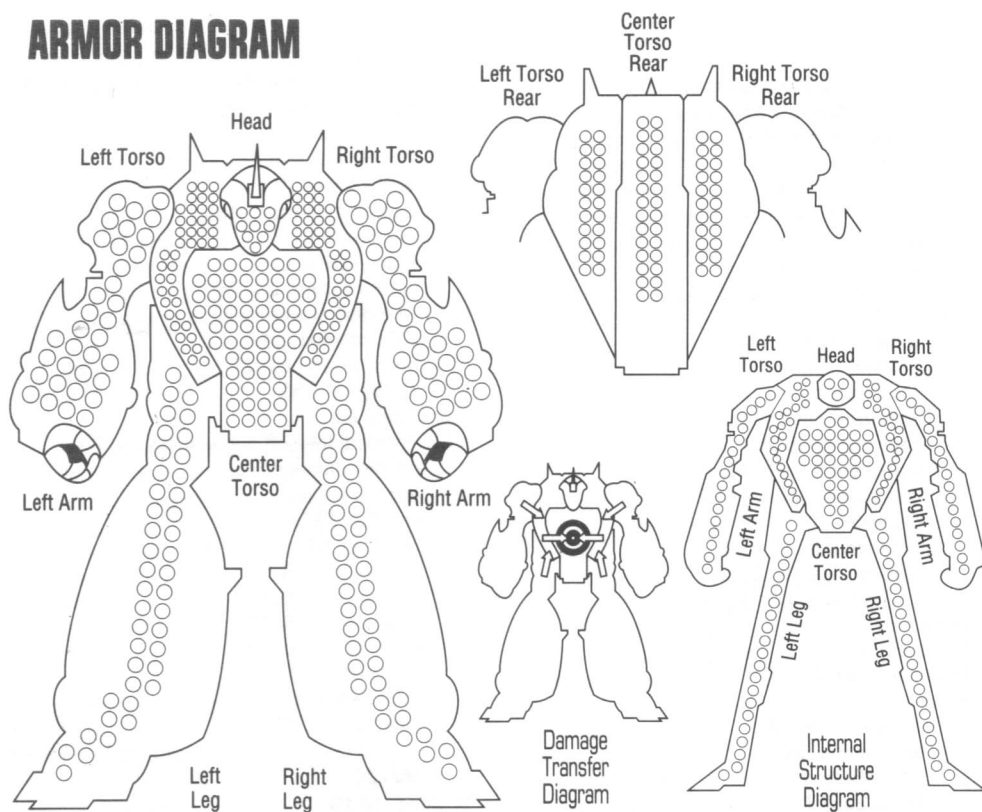 ARMOR DIAGRAM
Head
Left Torso
Right Torso
Left Arm
Center
Torso
Right Arm
Left
Leg
Right
Leg
Center
Torso
Rear
Left Torso
Rear
Right Torso
Rear
Left
Torso
Head
Right
Torso
Left Arm
Right Arm
Center
Torso
Left Leg
Right Leg
Damage
Transfer
Diagram
Internal
Structure
Diagram